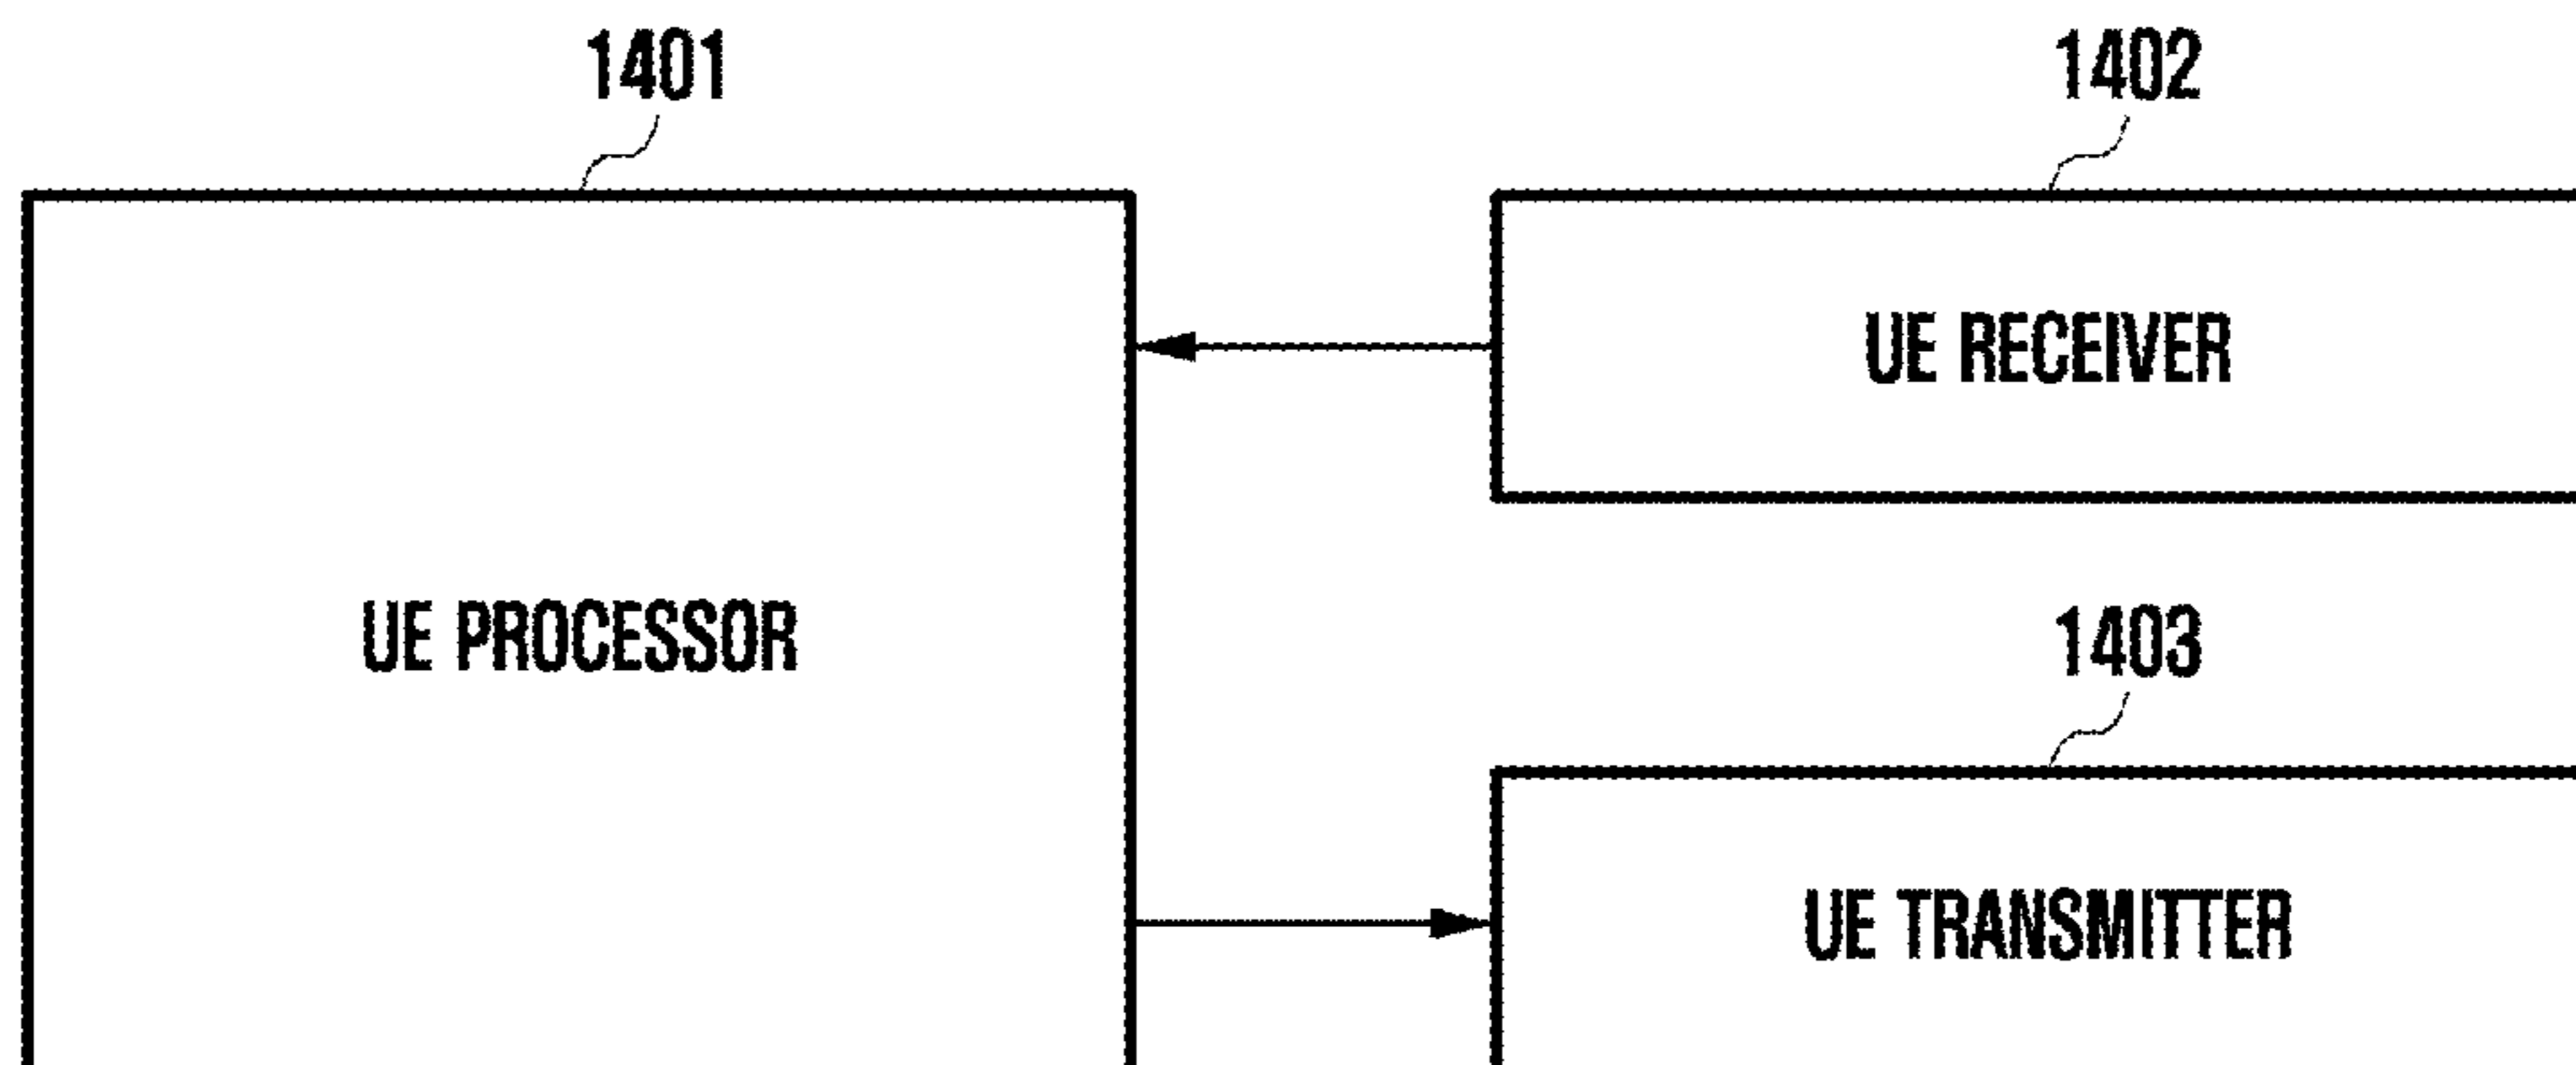 1401
1402
UE RECEIVER
UE PROCESSOR
1403
UE TRANSMITTER